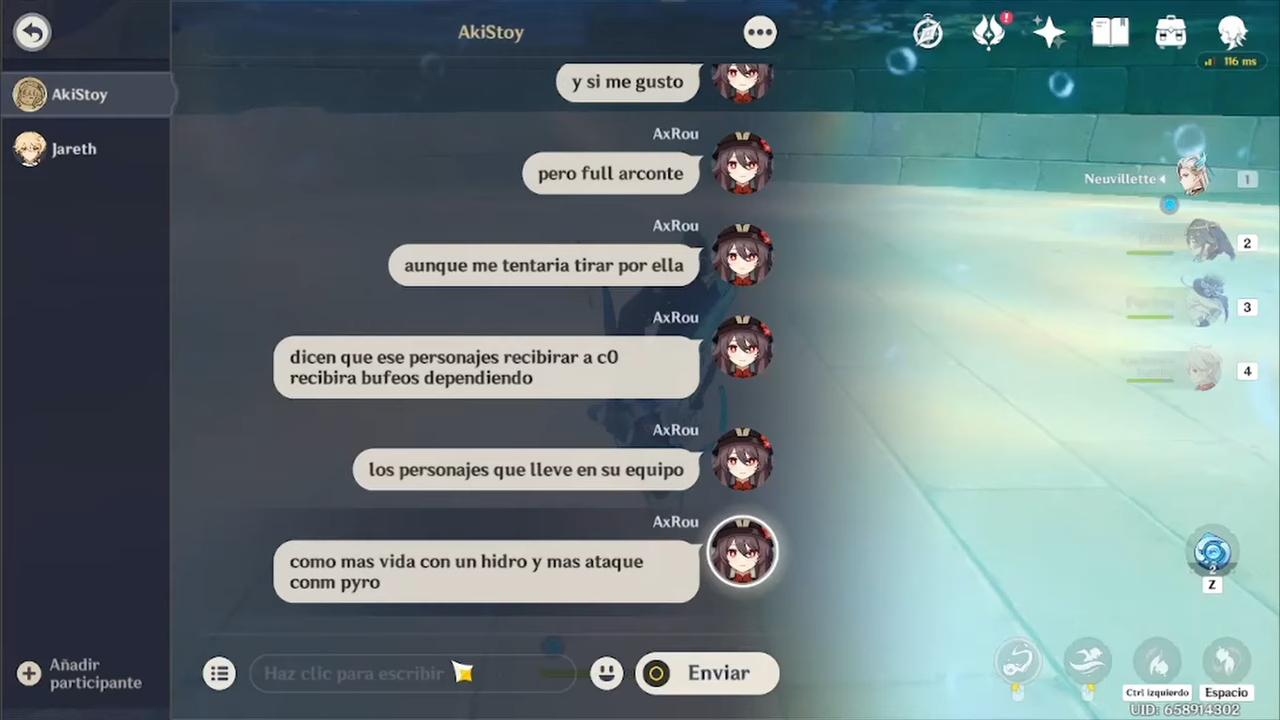 AkiStoy
116 ms
AkiStoy
Jareth
y si me gusto
AxRou
pero full arconte
AxRou
aunque me tentaria tirar por ella
AxRou
dicen que ese personajes recibirar a c0
recibira bufeos dependiendo
AxRou
los personajes que lleve en su equipo
AxRou
como mas vida con un hidro y mas ataque
conm pyro
Neuvillette
1
2
3
4
2
Z
Añadir
participante
Haz clic para escribir
Enviar
Ctrl izquierdo
Espacio
UID: 658914302